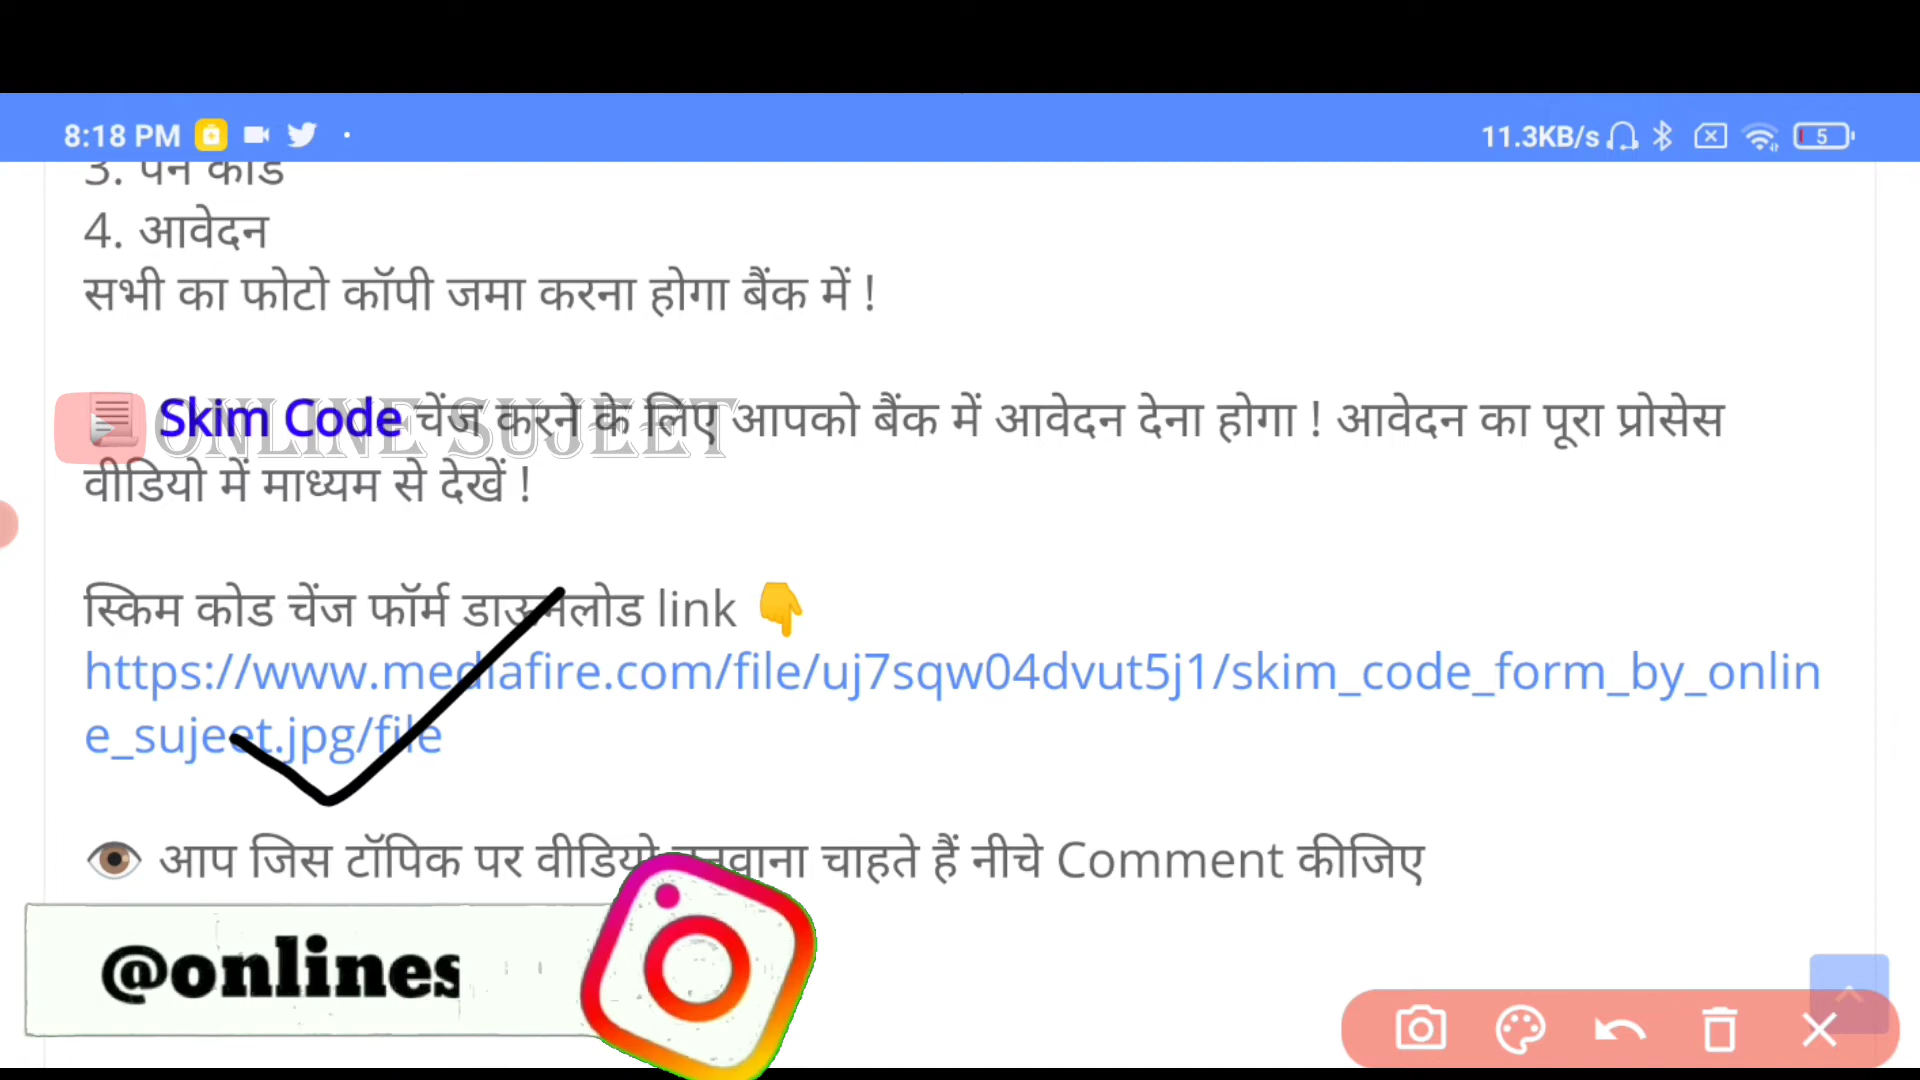 8:18 PM
11.3KB/s
5
3. पैन कार्ड
4. आवेदन
सभी का फोटो कॉपी जमा करना होगा बैंक में !
Skim Code चेंज करने के लिए आपको बैंक में आवेदन देना होगा ! आवेदन का पूरा प्रोसेस
ONLINE SUJEET
वीडियो में माध्यम से देखें !
स्किम कोड चेंज फॉर्म डाऊनलोड link 👇
https://www.mediafire.com/file/uj7sqw04dvut5j1/skim_code_form_by_onlin
e_sujeet.jpg/file
👁 आप जिस टॉपिक पर वीडियो बनवाना चाहते हैं नीचे Comment कीजिए
@onlines